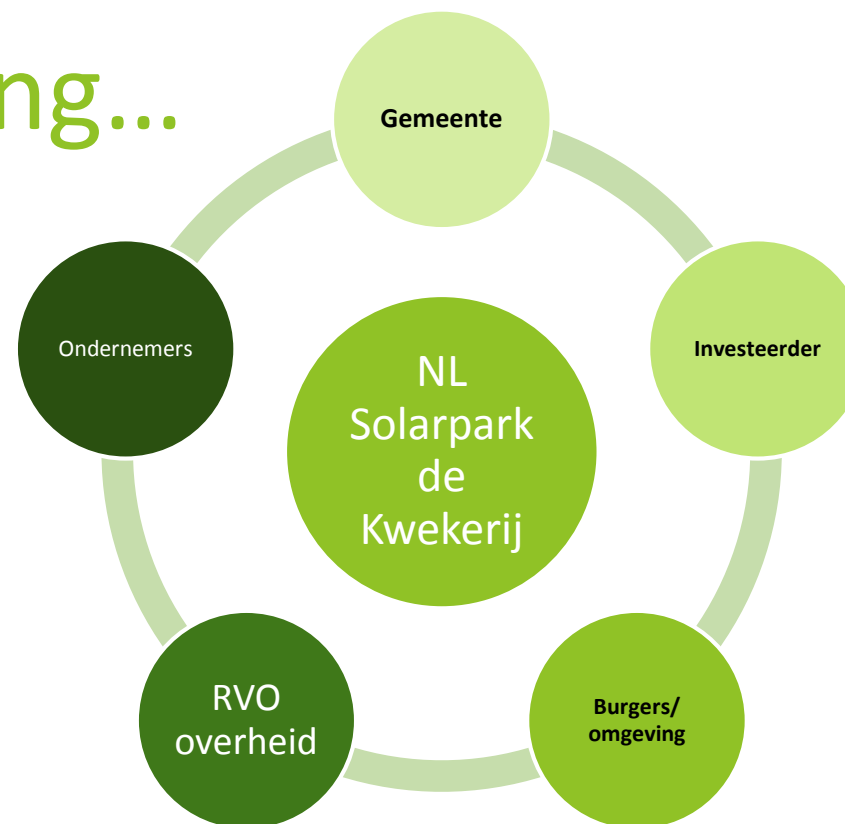 ng...
Gemeente
Ondernemers
Investeerder
NL
Solarpark
de
Kwekerij
RVO
overheid
Burgers/
omgeving